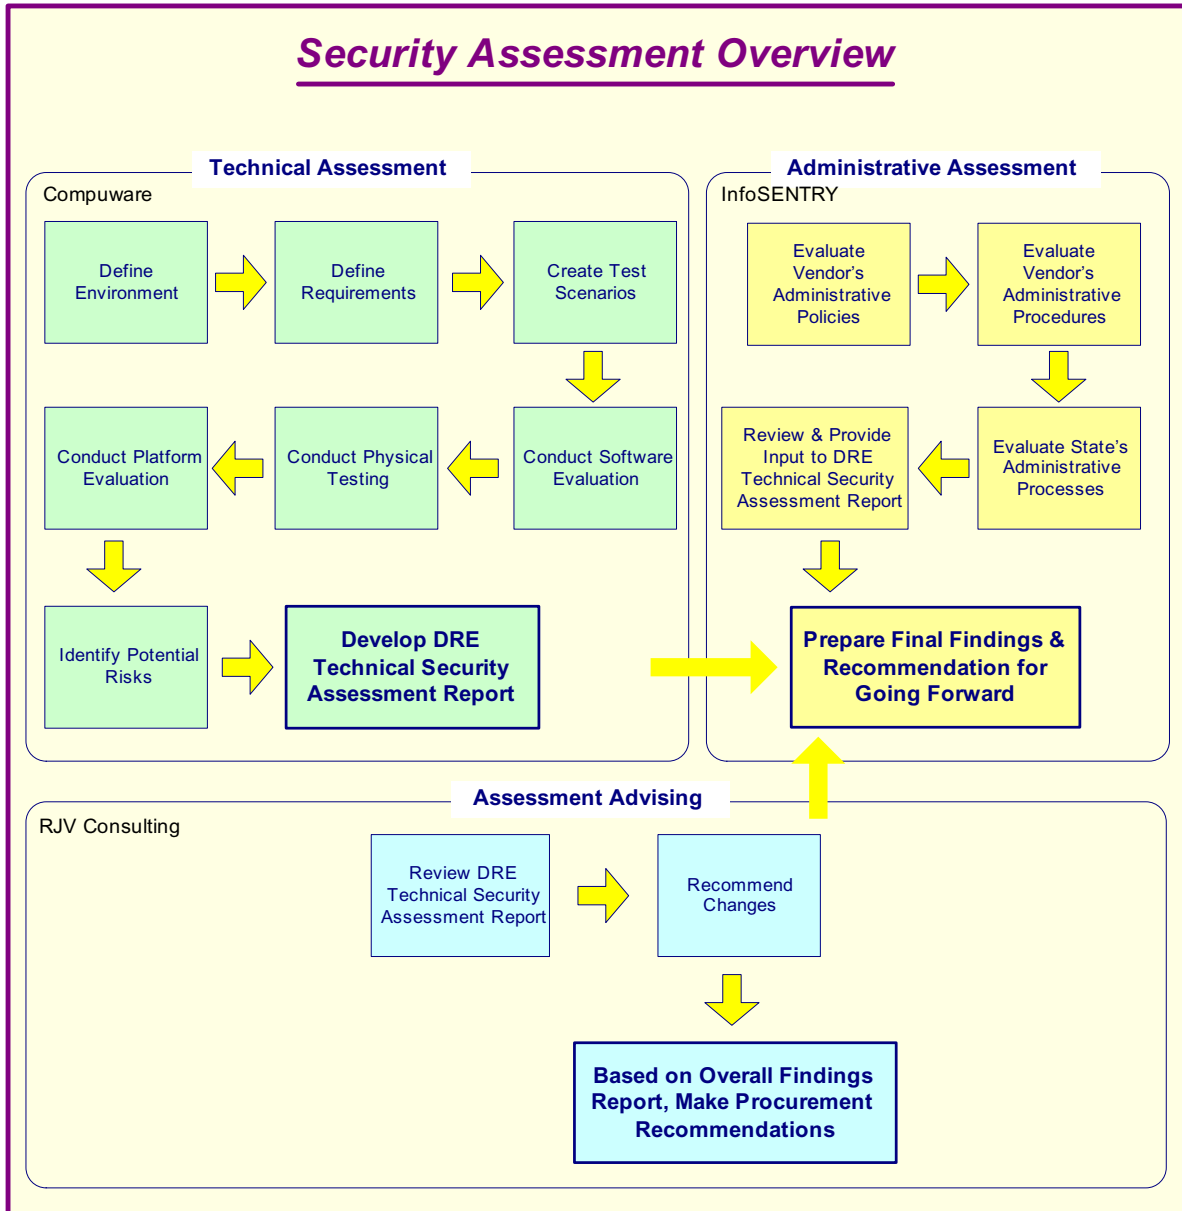 Security Assessment Overview
Technical Assessment
Compuware
Define
Environment
Define
Requirements
Create Test
Scenarios
Conduct Platform
Evaluation
Conduct Physical
Testing
Conduct Software
Evaluation
Identify Potential
Risks
Develop DRE
Technical Security
Assessment Report
Administrative Assessment
InfoSENTRY
Evaluate
Vendor's
Administrative
Policies
Evaluate
Vendor's
Administrative
Procedures
Review & Provide
Input to DRE
Technical Security
Assessment Report
Evaluate State's
Administrative
Processes
Prepare Final Findings &
Recommendation for
Going Forward
Assessment Advising
RJV Consulting
Review DRE
Technical Security
Assessment Report
Recommend
Changes
Based on Overall Findings
Report, Make Procurement
Recommendations